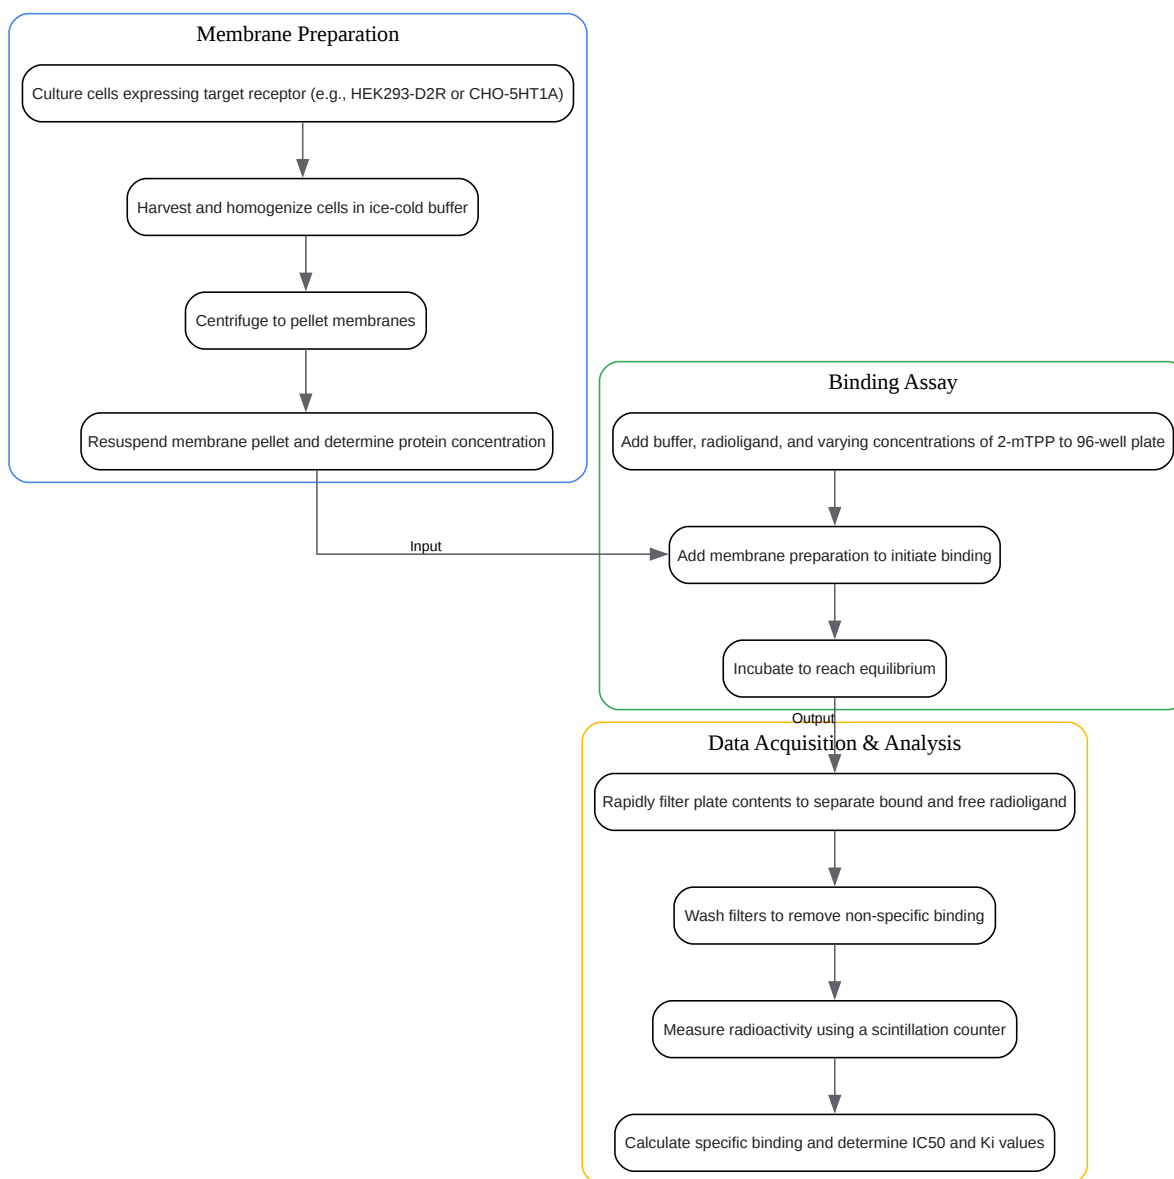 Membrane Preparation
Culture cells expressing target receptor (e.g., HEK293-D2R or CHO-5HT1A)
Harvest and homogenize cells in ice-cold buffer
Centrifuge to pellet membranes
Resuspend membrane pellet and determine protein concentration
Input
Binding Assay
Add buffer, radioligand, and varying concentrations of 2-mTPP to 96-well plate
Add membrane preparation to initiate binding
Incubate to reach equilibrium
Output
Data Acquisition & Analysis
Rapidly filter plate contents to separate bound and free radioligand
Wash filters to remove non-specific binding
Measure radioactivity using a scintillation counter
Calculate specific binding and determine IC50 and Ki values